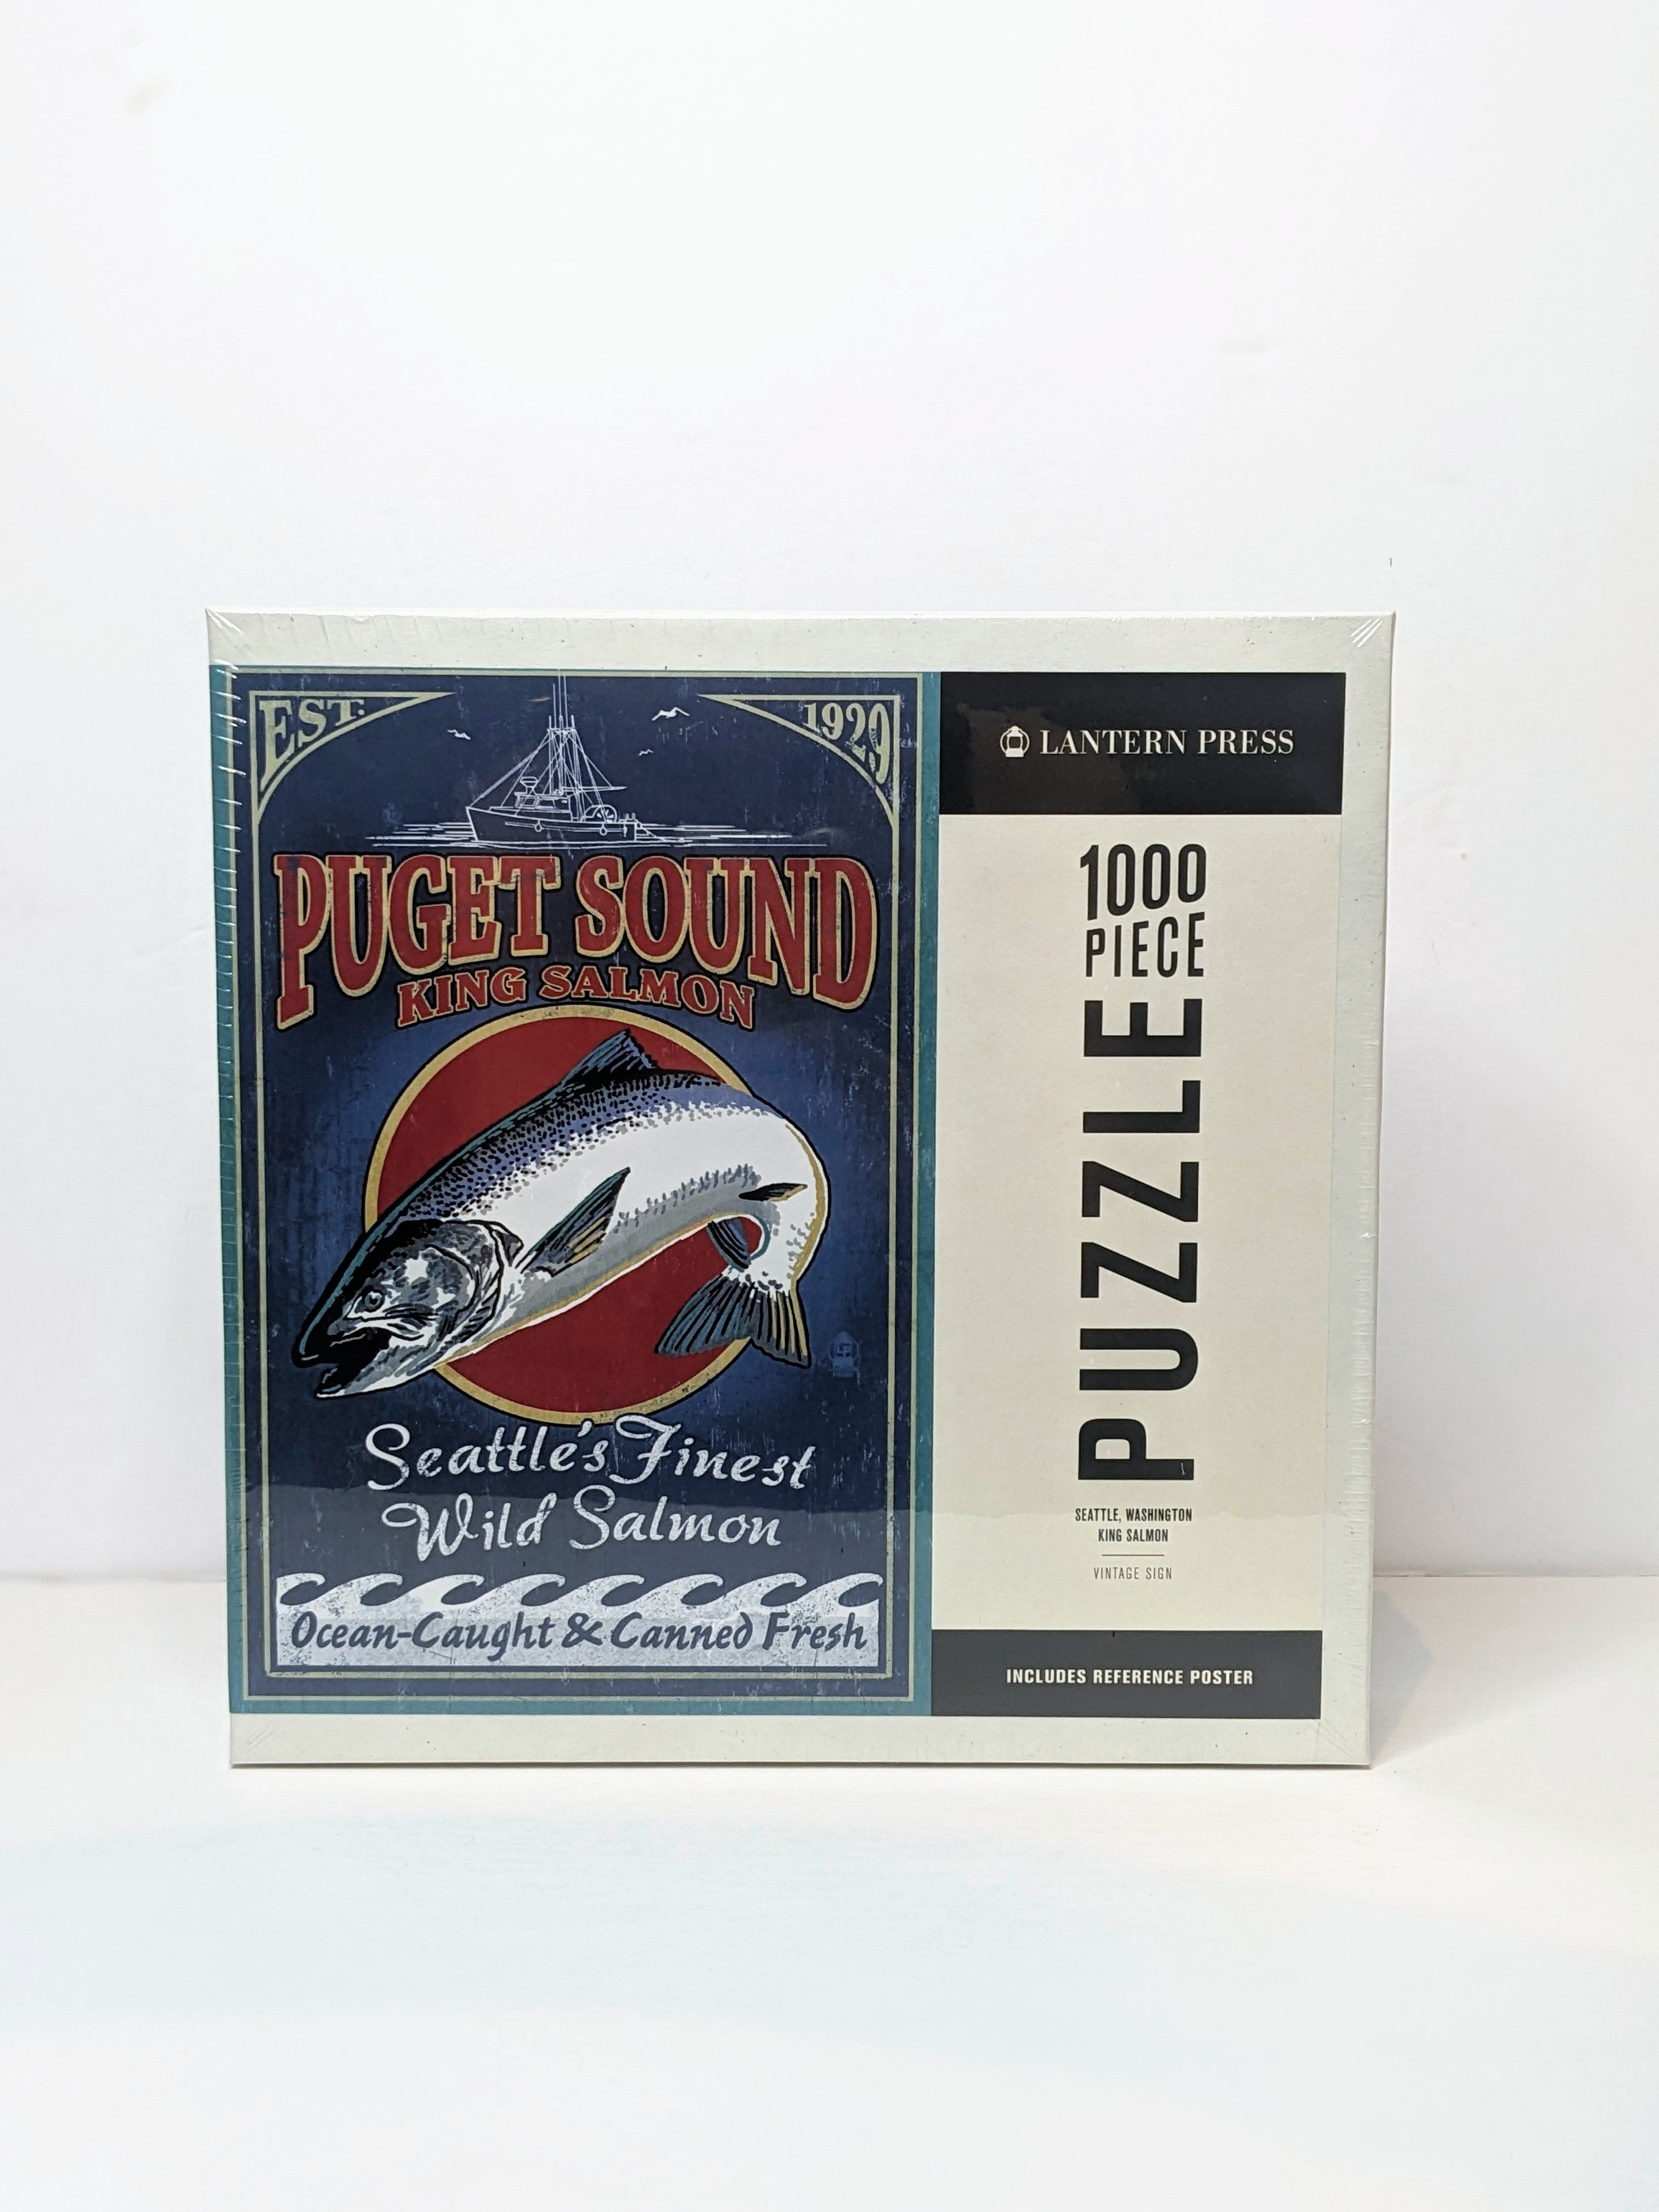 EST. 1929
PUGET SOUND
KING SALMON
Seattle's Finest
Wild Salmon
Ocean-Caught & Canned Fresh
LANTERN PRESS
1000
PIECE
PUZZLE
SEATTLE, WASHINGTON
KING SALMON
VINTAGE SIGN
INCLUDES REFERENCE POSTER